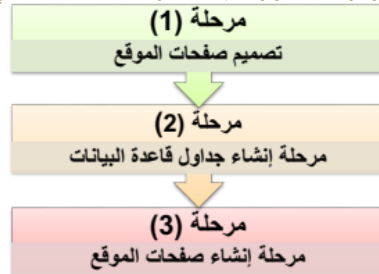 مرحلة (1)
تصميم صفحات الموقع
مرحلة (2)
مرحلة إنشاء جداول قاعدة البيانات
مرحلة (3)
مرحلة إنشاء صفحات الموقع